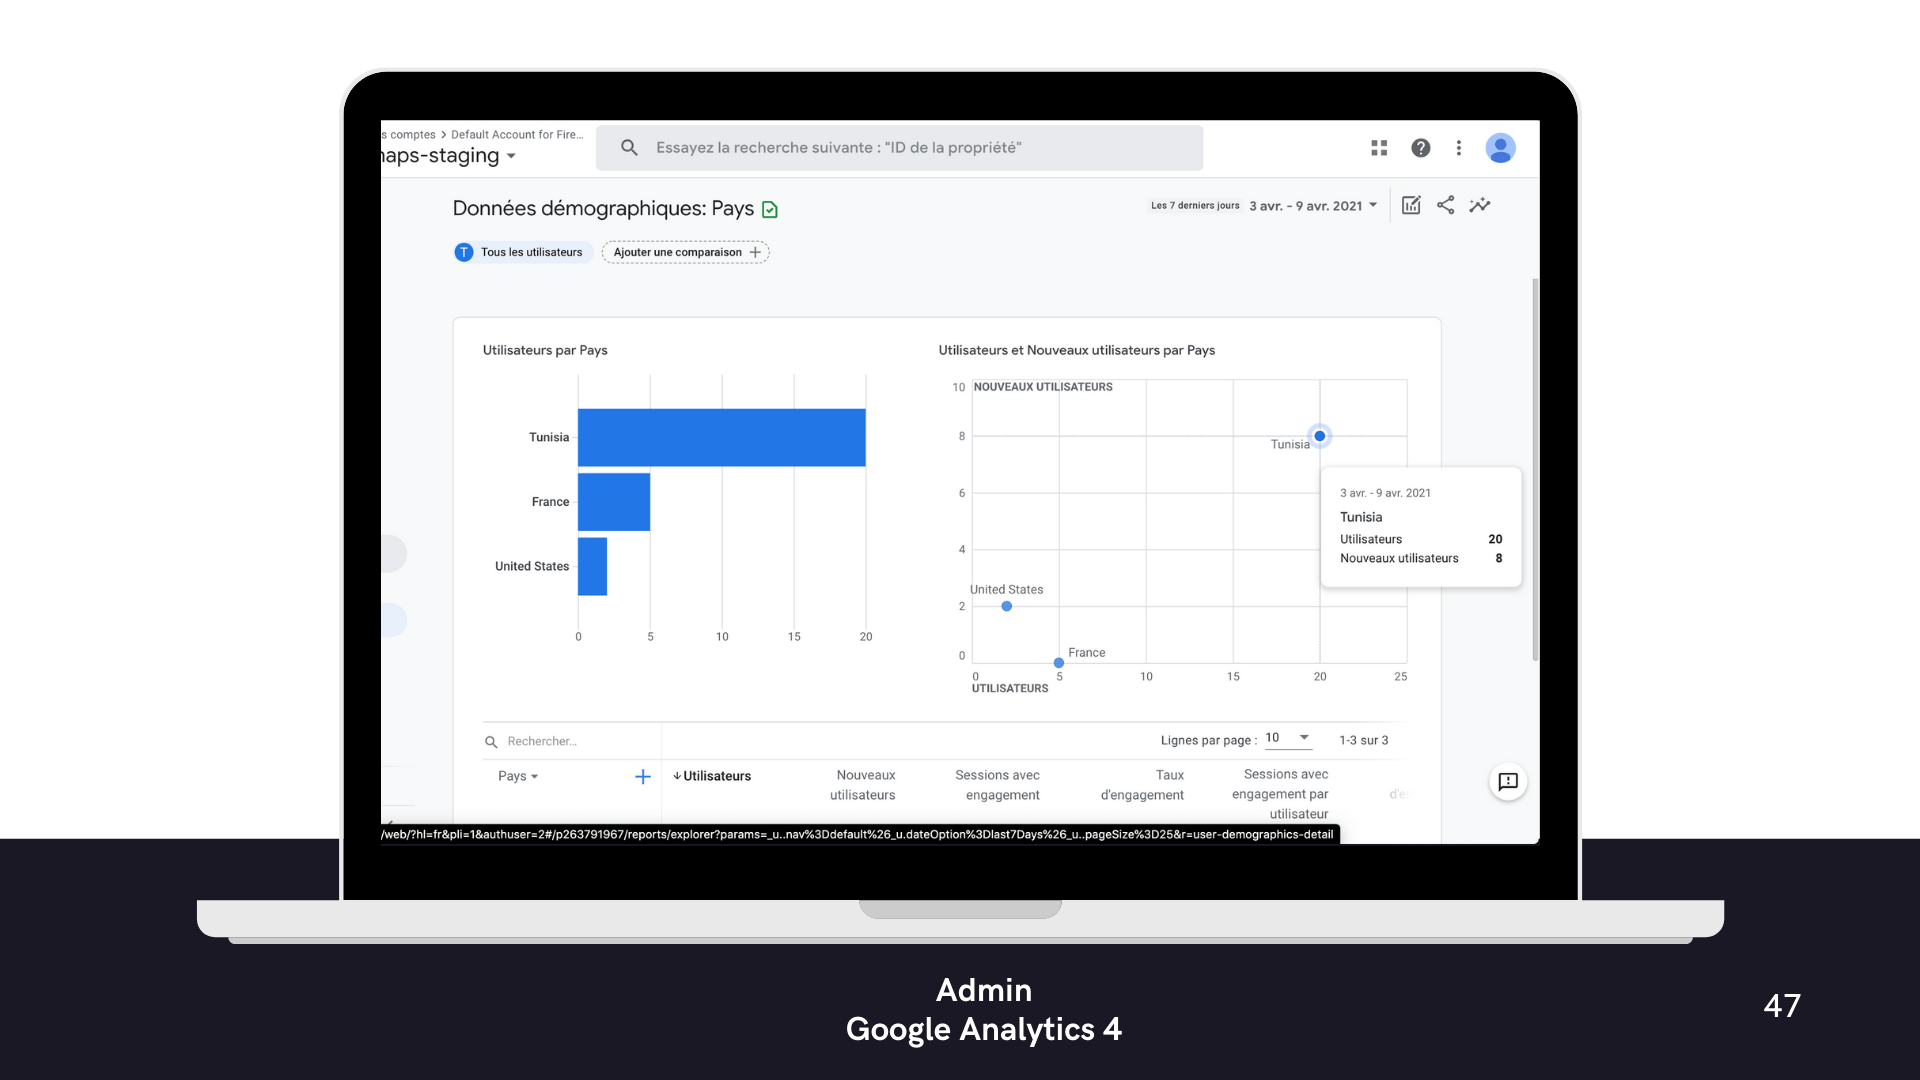 s comptes > Default Account for Fire...
naps-staging
Essayez la recherche suivante : "ID de la propriété"
Données démographiques: Pays
Les 7 derniers jours 3 avr. - 9 avr. 2021
T Tous les utilisateurs
Ajouter une comparaison +
Utilisateurs par Pays
Tunisia
France
United States
0 5 10 15 20
Utilisateurs et Nouveaux utilisateurs par Pays
10 NOUVEAUX UTILISATEURS
8
Tunisia
6
4
United States
2
France
0
0 5 10 15 20 25
UTILISATEURS
3 avr. - 9 avr. 2021
Tunisia
Utilisateurs 20
Nouveaux utilisateurs 8
Rechercher...
Lignes par page : 10
1-3 sur 3
Pays
+
↓ Utilisateurs
Nouveaux
utilisateurs
Sessions avec
engagement
Taux
d'engagement
Sessions avec
engagement par
utilisateur
/web/?hl=fr&pli=1&authuser=2#/p263791967/reports/explorer?params=_u..nav%3Ddefault%26_u.dateOption%3Dlast7Days%26_u..pageSize%3D25&r=user-demographics-detail
Admin
Google Analytics 4
47